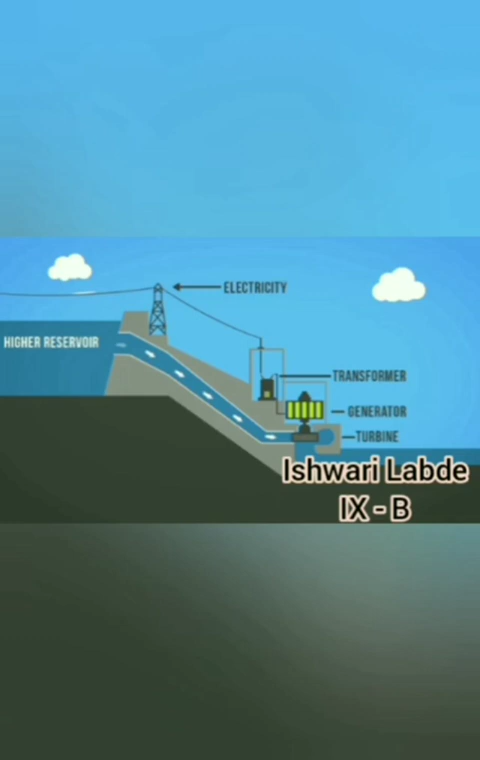 ELECTRICITY
HIGHER RESERVOIR
TRANSFORMER
GENERATOR
TURBINE
Ishwari Labde
IX - B